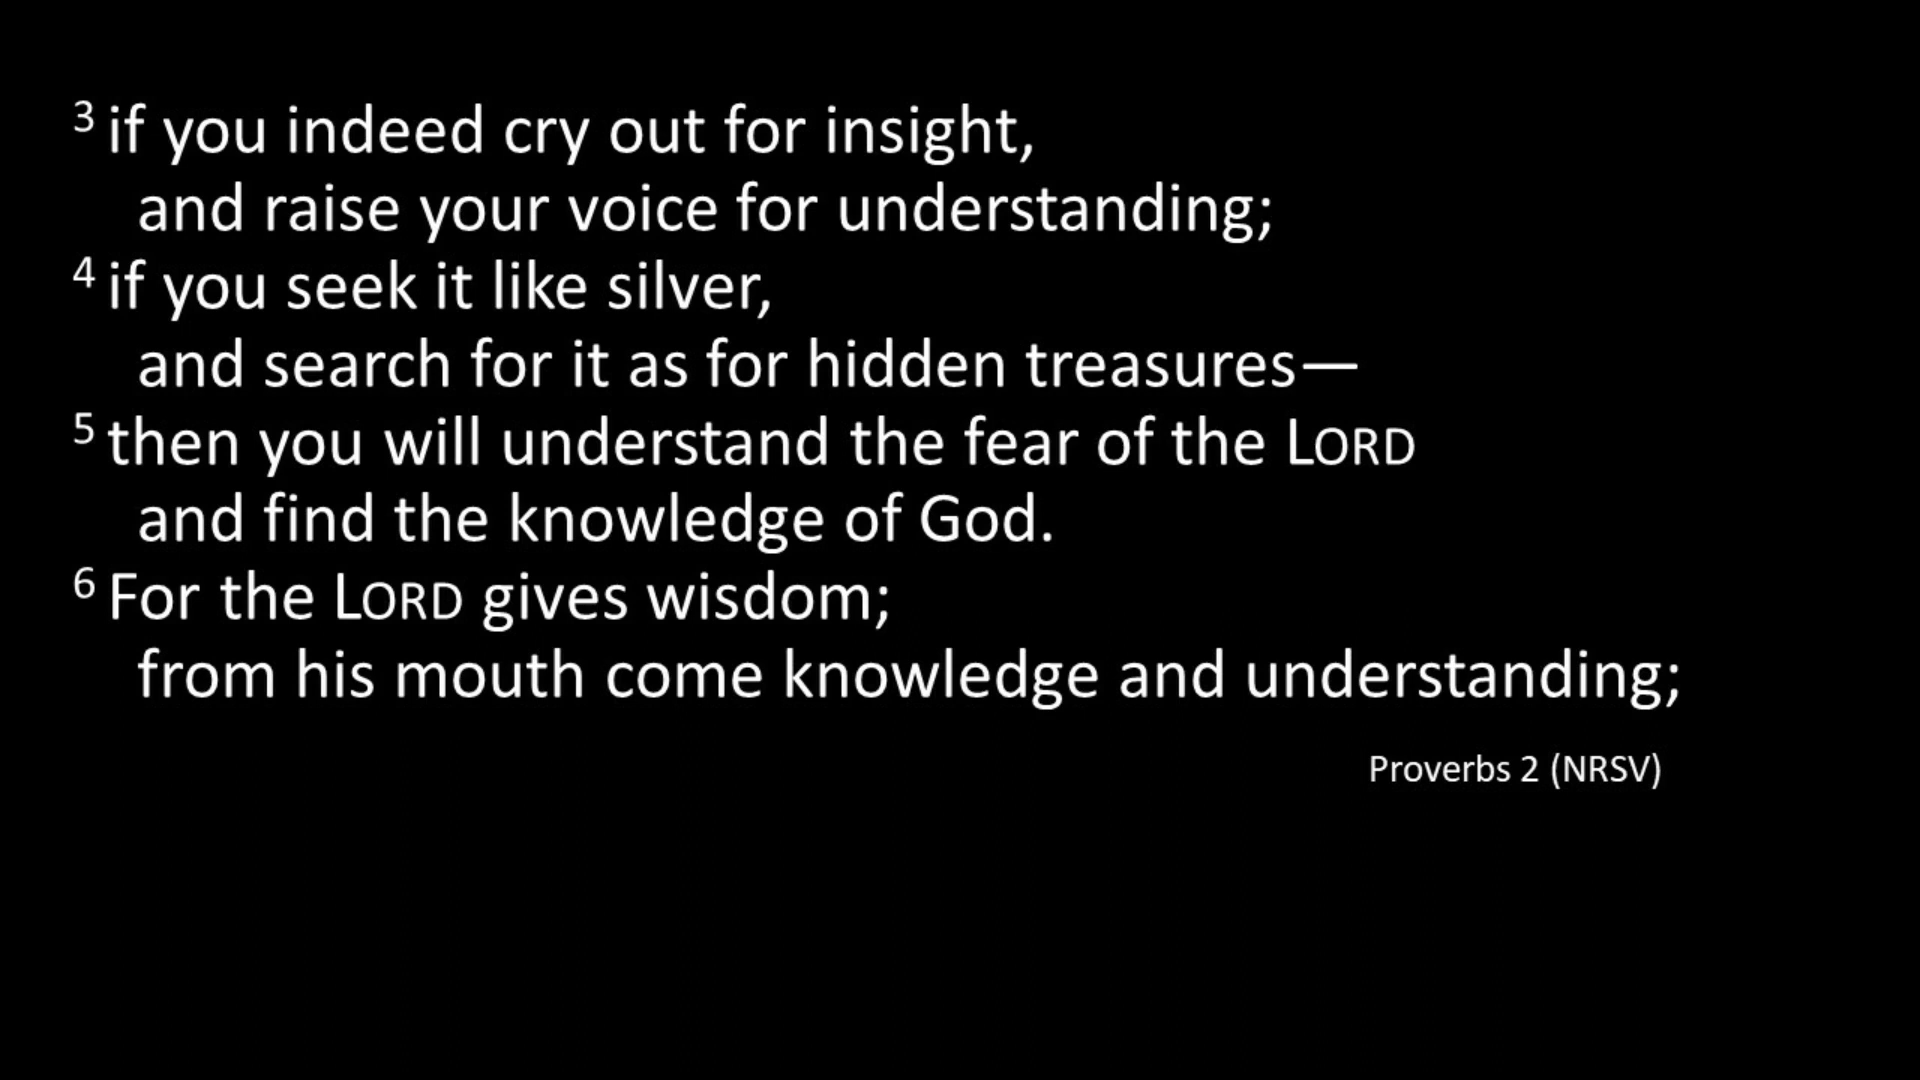 3 if you indeed cry out for insight,
and raise your voice for understanding;
4 if you seek it like silver,
and search for it as for hidden treasures—
5 then you will understand the fear of the LORD
and find the knowledge of God.
6 For the LORD gives wisdom;
from his mouth come knowledge and understanding;
Proverbs 2 (NRSV)